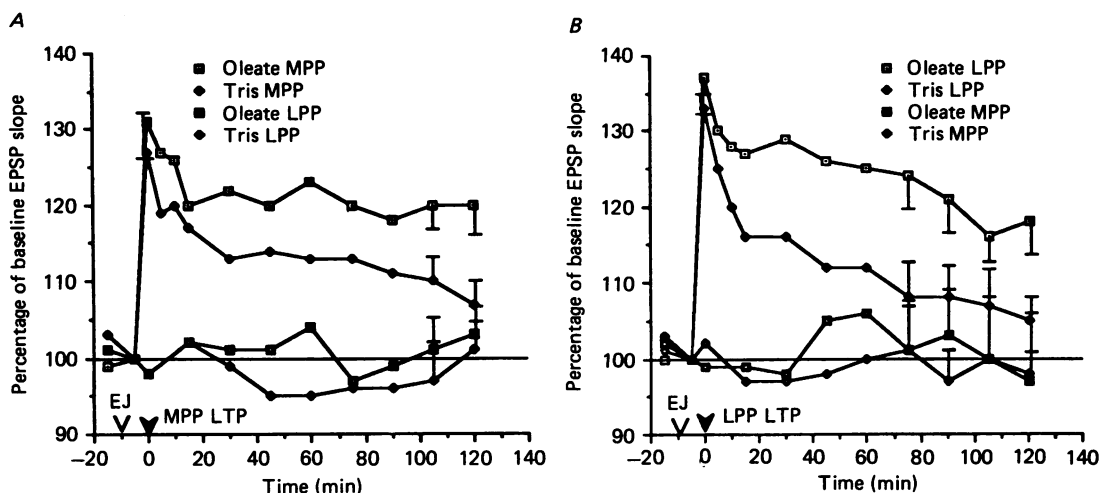 A
Percentage of baseline EPSP slope
140
130
120
110
100
90
Oleate MPP
Tris MPP
Oleate LPP
Tris LPP
EJ
MPP LTP
−20 0 20 40 60 80 100 120 140
Time (min)
B
Percentage of baseline EPSP slope
140
130
120
110
100
90
Oleate LPP
Tris LPP
Oleate MPP
Tris MPP
EJ
LPP LTP
−20 0 20 40 60 80 100 120 140
Time (min)